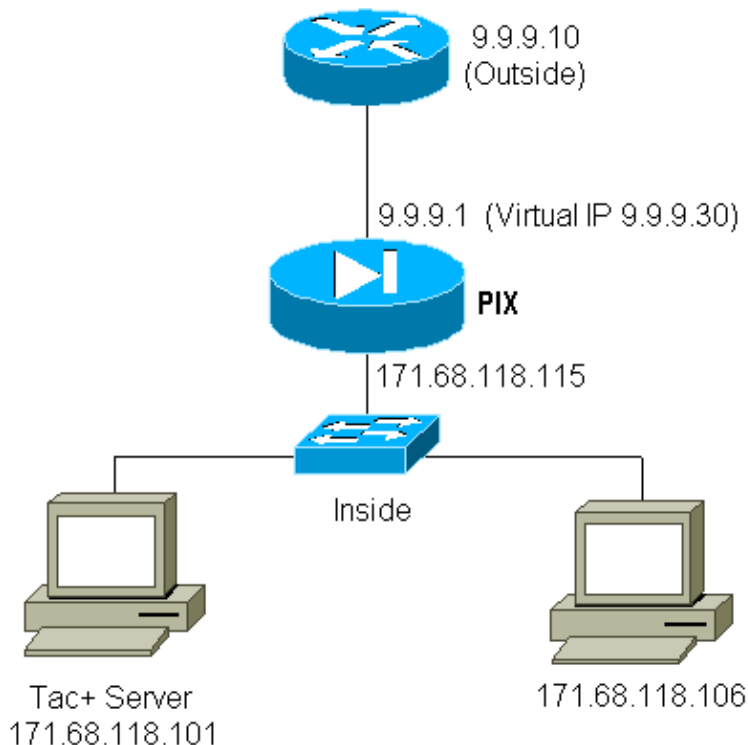 9.9.9.10
(Outside)
9.9.9.1 (Virtual IP 9.9.9.30)
PIX
171.68.118.115
Inside
Tac+ Server
171.68.118.101
171.68.118.106